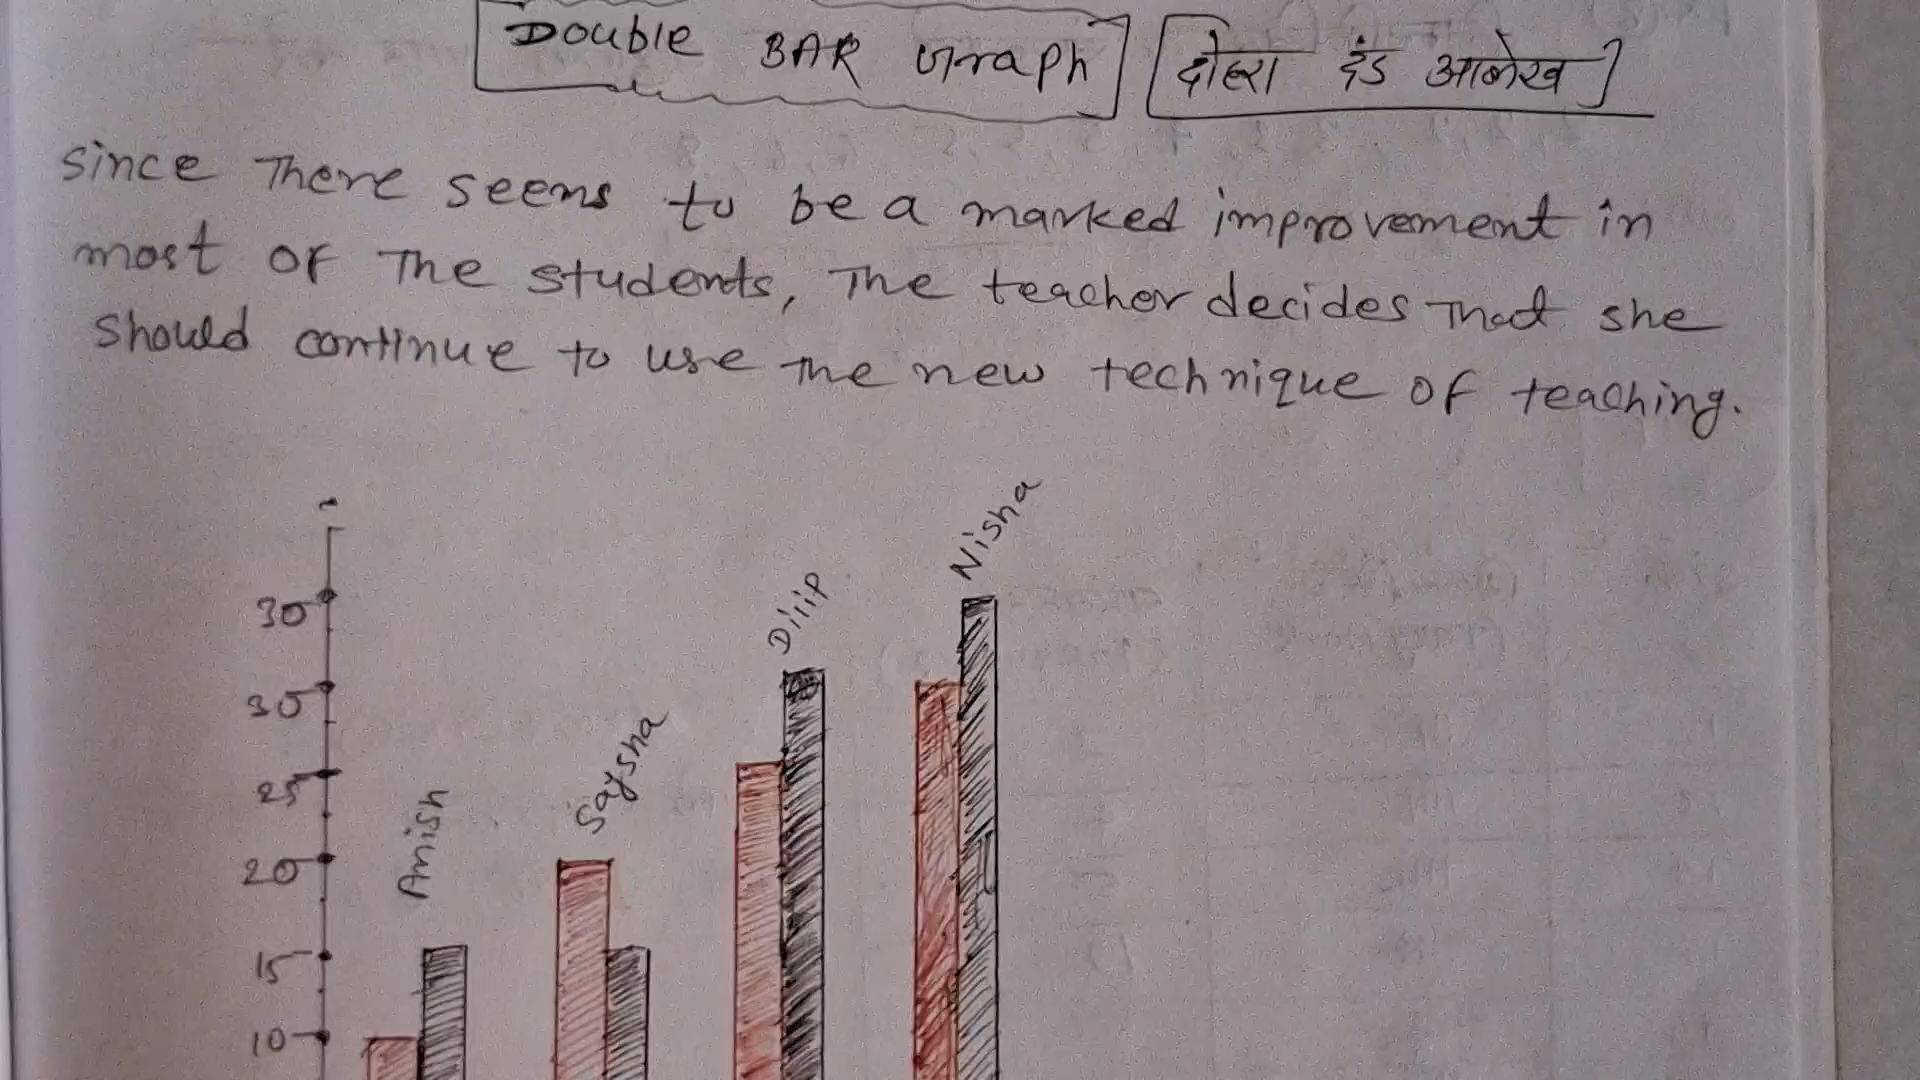 Double BAR Graph] [दोहरा दंड आलेख]
since There seems to be a marked improvement in
most of The students, The teacher decides That she
should continue to use the new technique of teaching.
Nisha
Dilip
30
Saysha
30
Anish
25
20
15
10